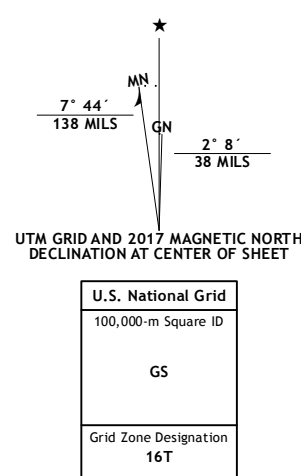 ★
MN
7° 44´
138 MILS
GN
2° 8´
38 MILS
UTM GRID AND 2017 MAGNETIC NORTH
DECLINATION AT CENTER OF SHEET
U.S. National Grid
100,000-m Square ID
GS
Grid Zone Designation
16T